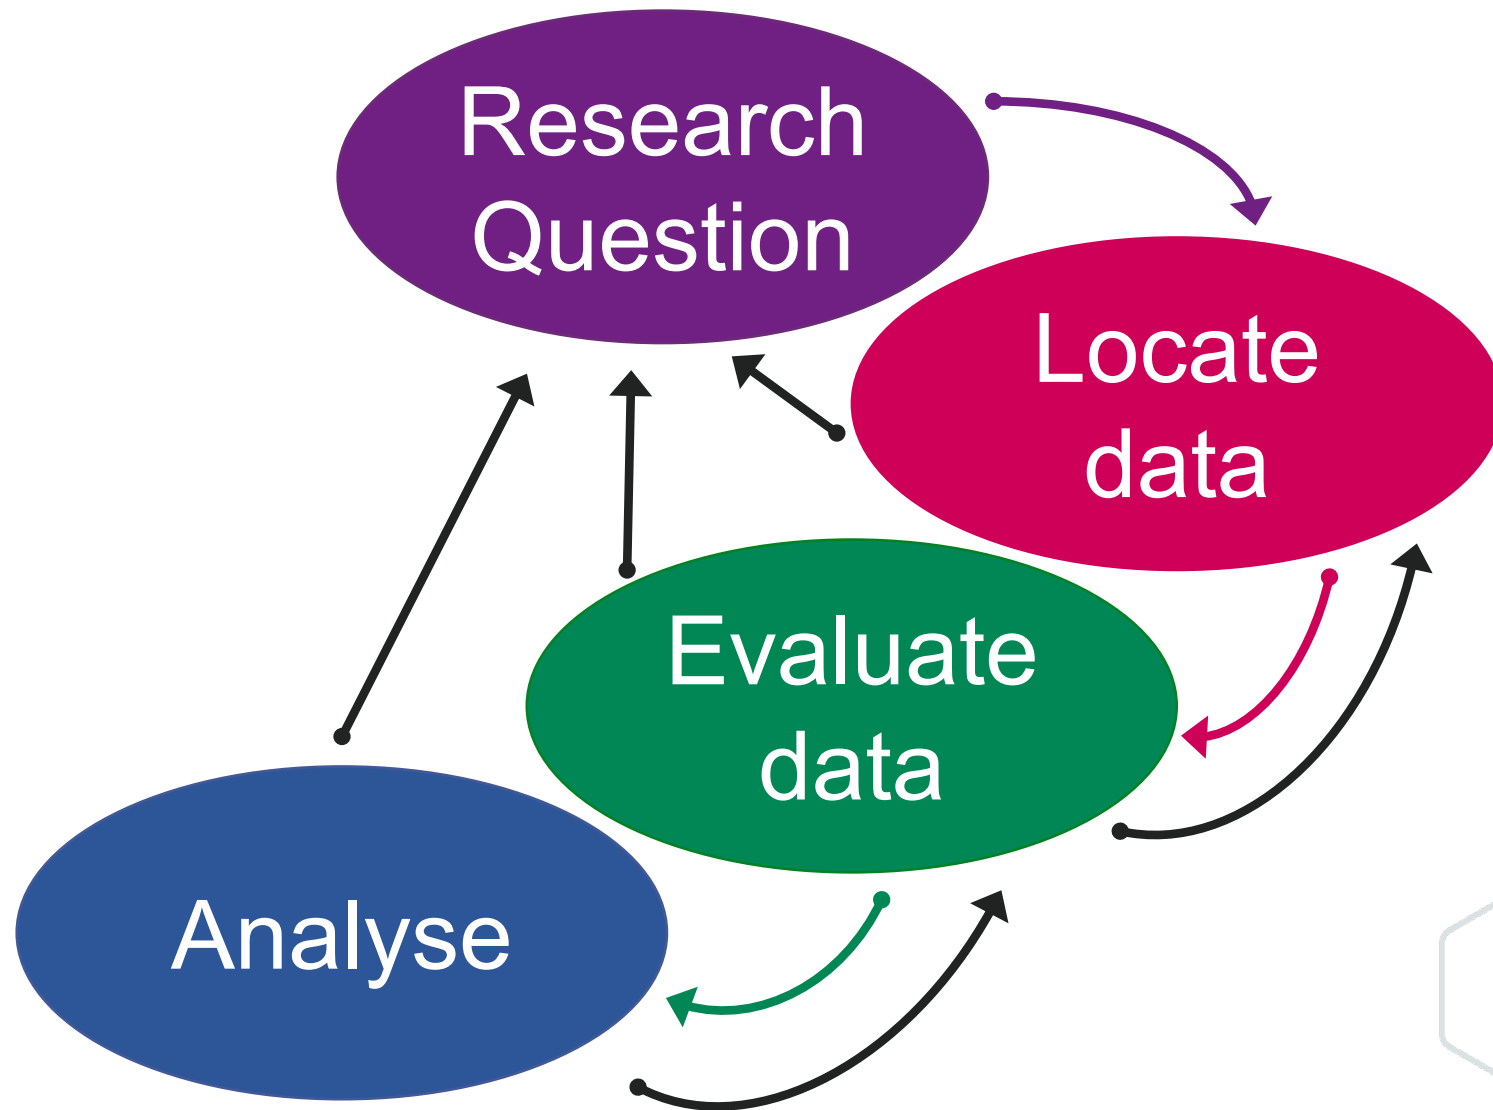 Research
Question
Locate
data
Evaluate
data
Analyse